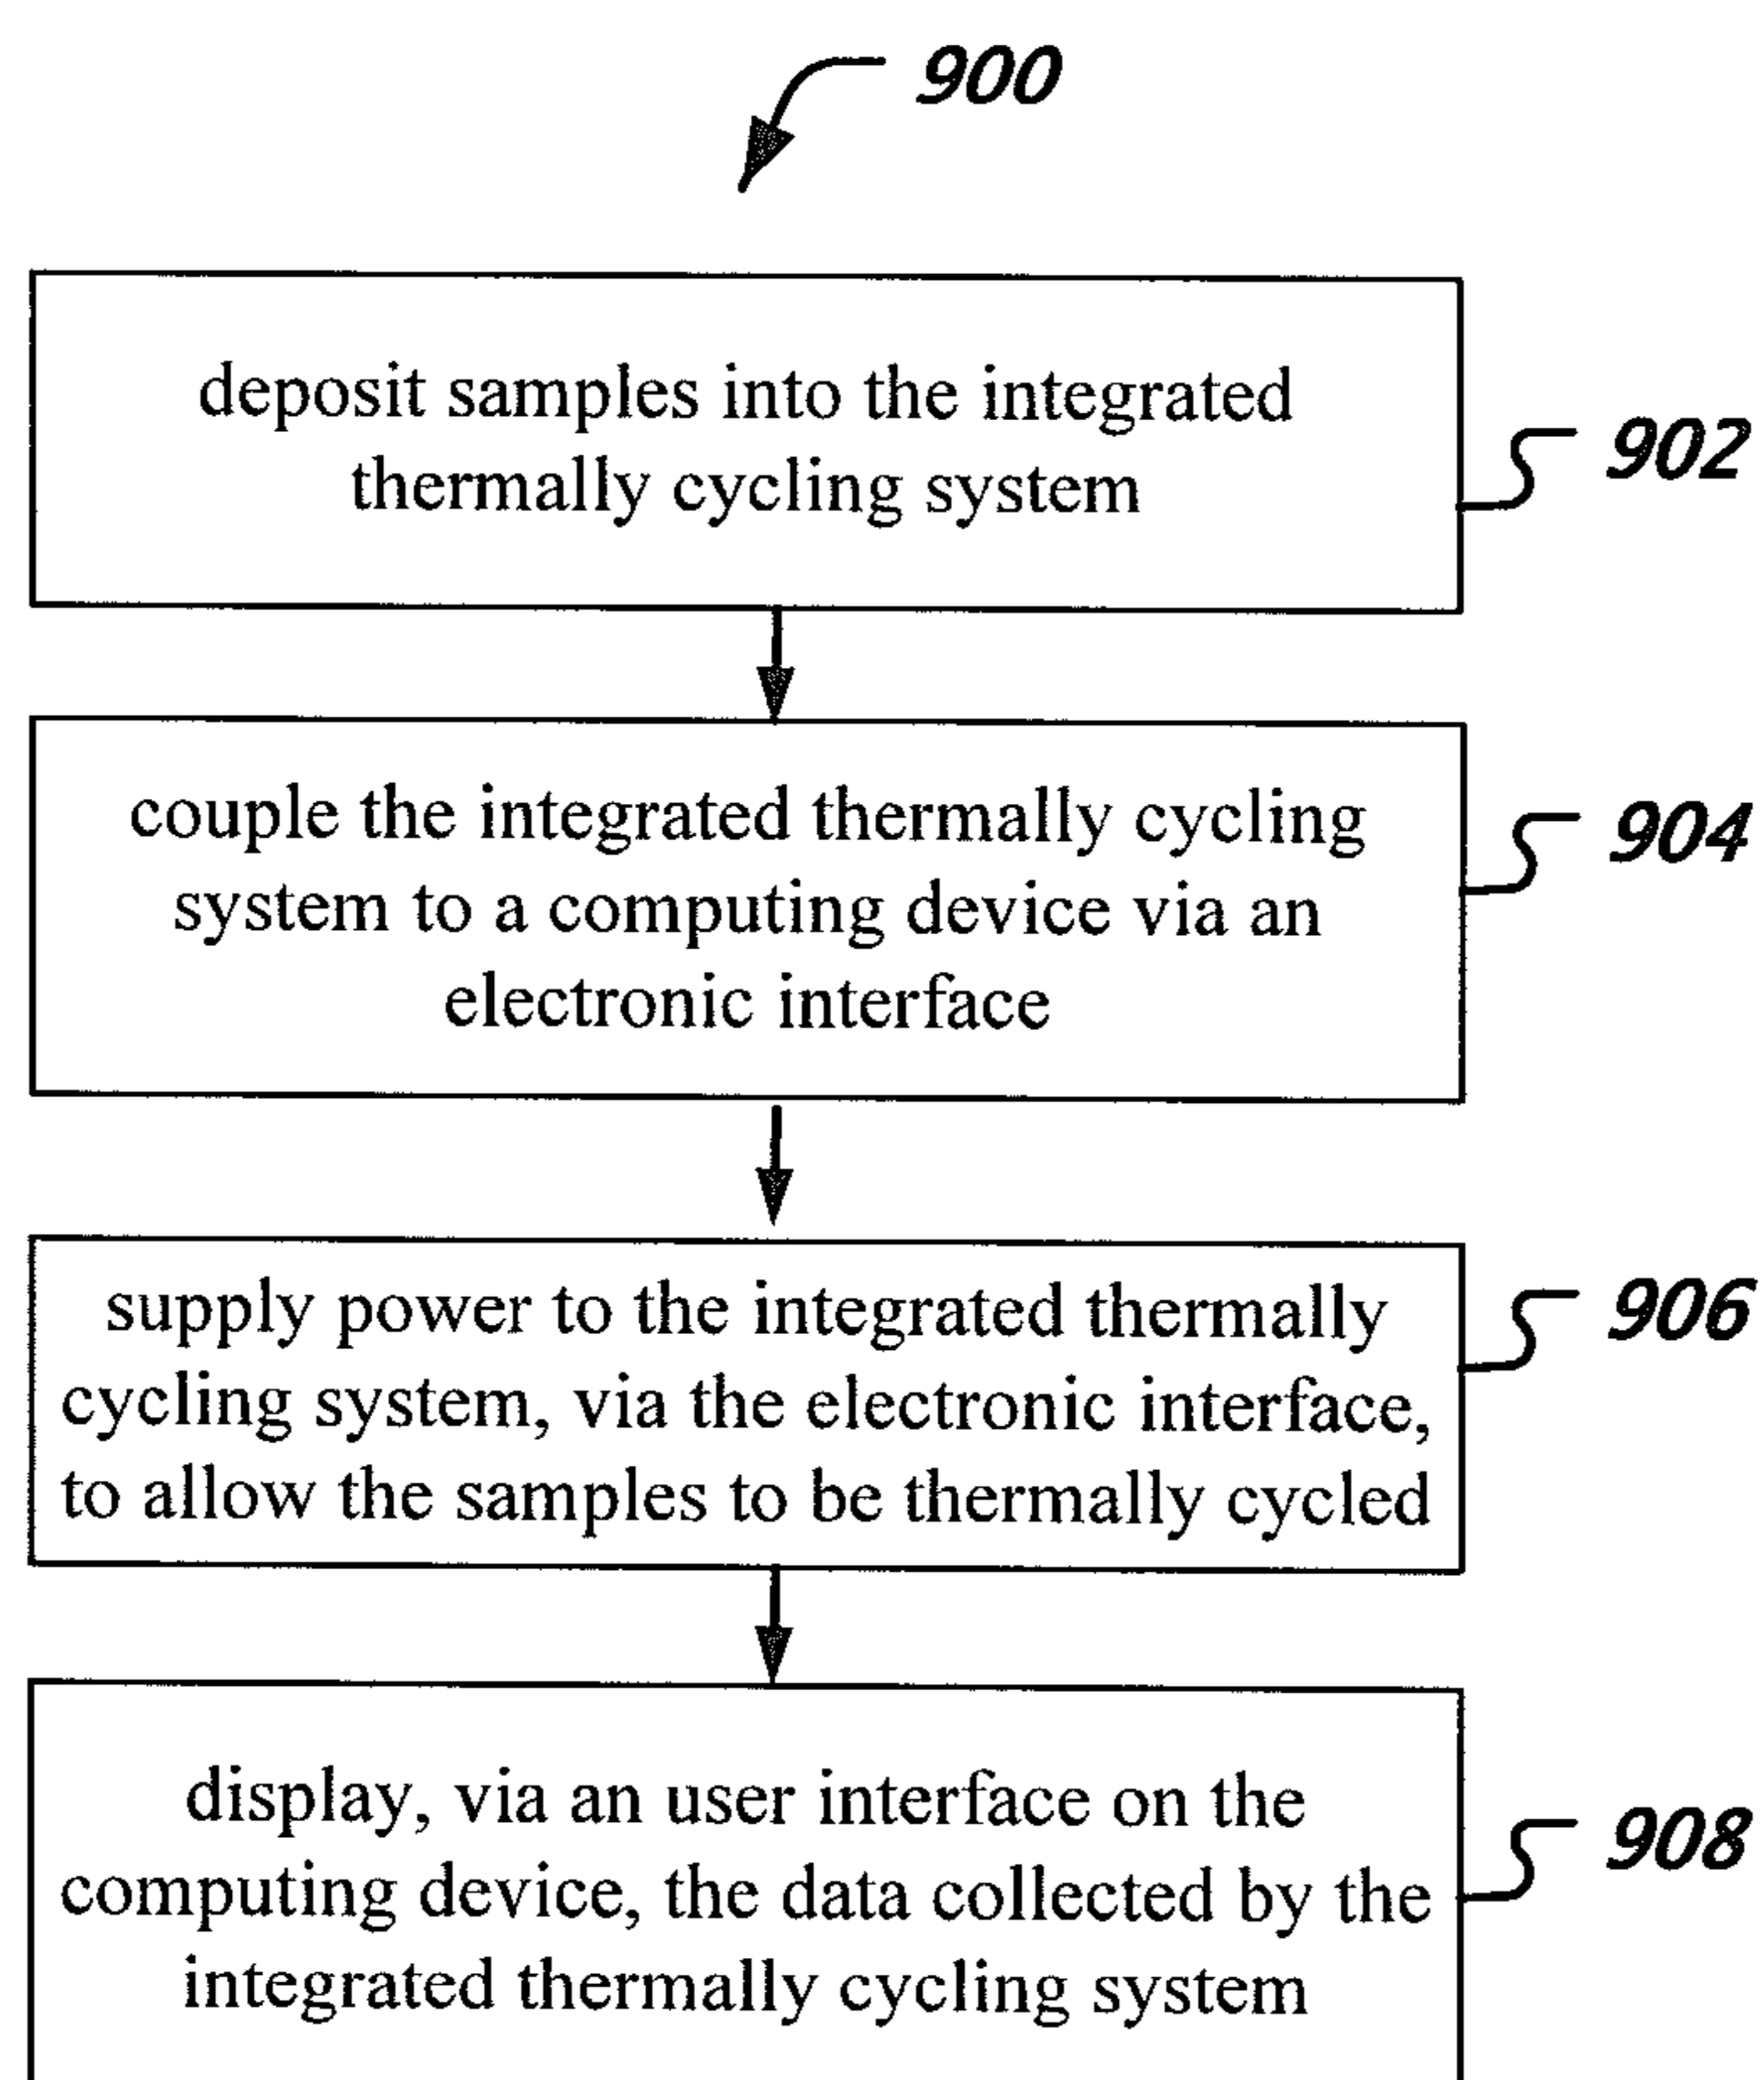 900
deposit samples into the integrated
thermally cycling system
902
couple the integrated thermally cycling
system to a computing device via an
electronic interface
904
supply power to the integrated thermally
cycling system, via the electronic interface,
to allow the samples to be thermally cycled
906
display, via an user interface on the
computing device, the data collected by the
integrated thermally cycling system
908